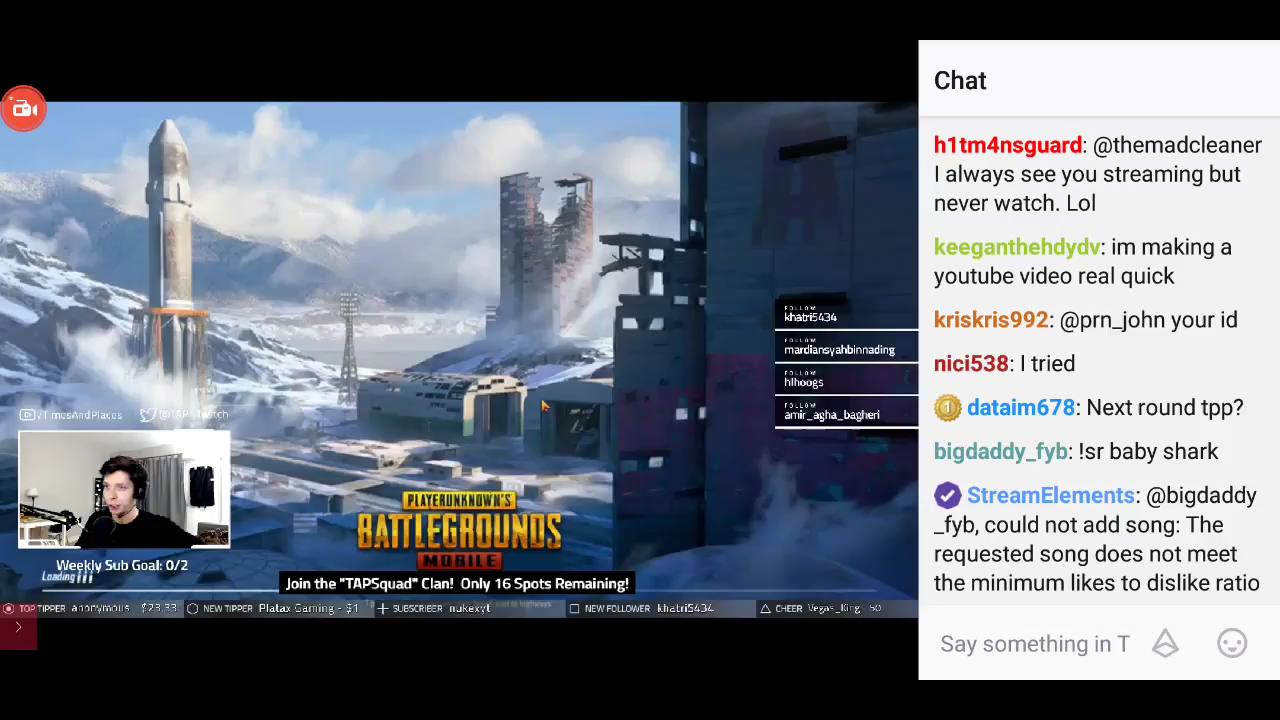 Chat
h1tm4nsguard: @themadcleaner
I always see you streaming but
never watch. Lol
keeganthehdydv: im making a
youtube video real quick
kriskris992: @prn_john your id
nici538: I tried
dataim678: Next round tpp?
bigdaddy_fyb: !sr baby shark
StreamElements: @bigdaddy
_fyb, could not add song: The
requested song does not meet
the minimum likes to dislike ratio
Say something in T
FOLLOW
khatri5434
FOLLOW
mardiansyahbinnading
FOLLOW
hlhoogs
FOLLOW
amir_agha_bagheri
/TimesAndPlaces
@TAP_Twitch
PLAYERUNKNOWN'S
BATTLEGROUNDS
MOBILE
Weekly Sub Goal: 0/2
Loading
Join the "TAPSquad" Clan! Only 16 Spots Remaining!
TOP TIPPER anonymous $23.33
NEW TIPPER Platax Gaming - $1
SUBSCRIBER nukexyt
NEW FOLLOWER khatri5434
CHEER Vegas_King 50